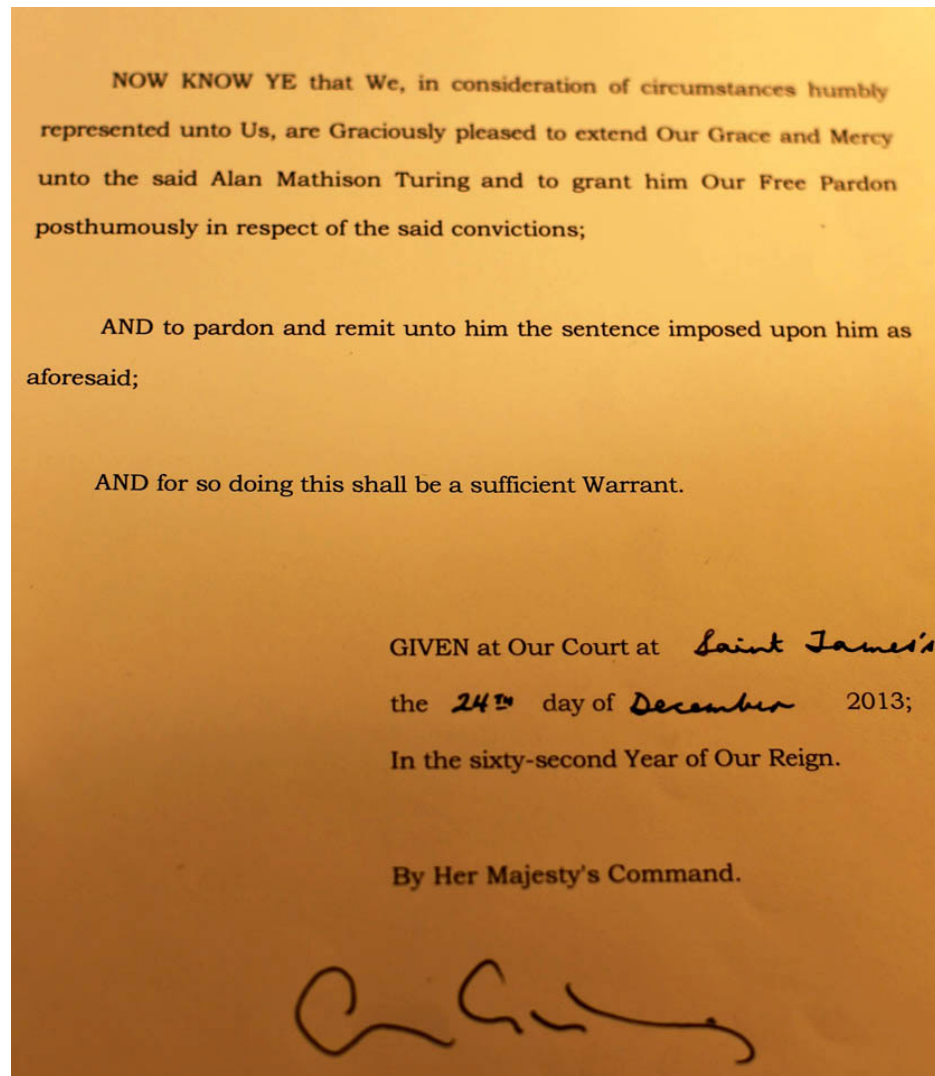 NOW KNOW YE that We, in consideration of circumstances humbly
represented unto Us, are Graciously pleased to extend Our Grace and Mercy
unto the said Alan Mathison Turing and to grant him Our Free Pardon
posthumously in respect of the said convictions;
AND to pardon and remit unto him the sentence imposed upon him as
aforesaid;
AND for so doing this shall be a sufficient Warrant.
GIVEN at Our Court at Saint James's
the 24TH day of December 2013;
In the sixty-second Year of Our Reign.
By Her Majesty's Command.